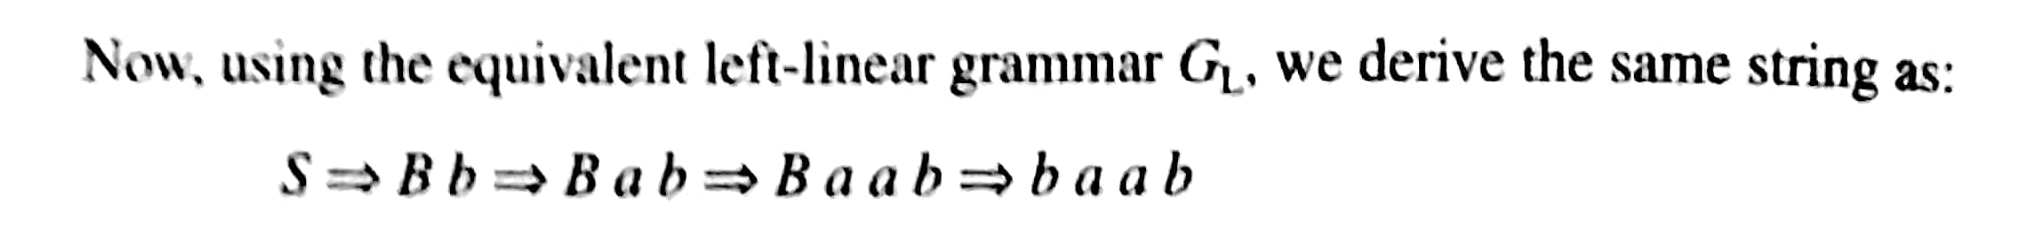 Now, using the equivalent left-linear grammar G_L, we derive the same string as:
S ⇒ B b ⇒ B a b ⇒ B a a b ⇒ b a a b